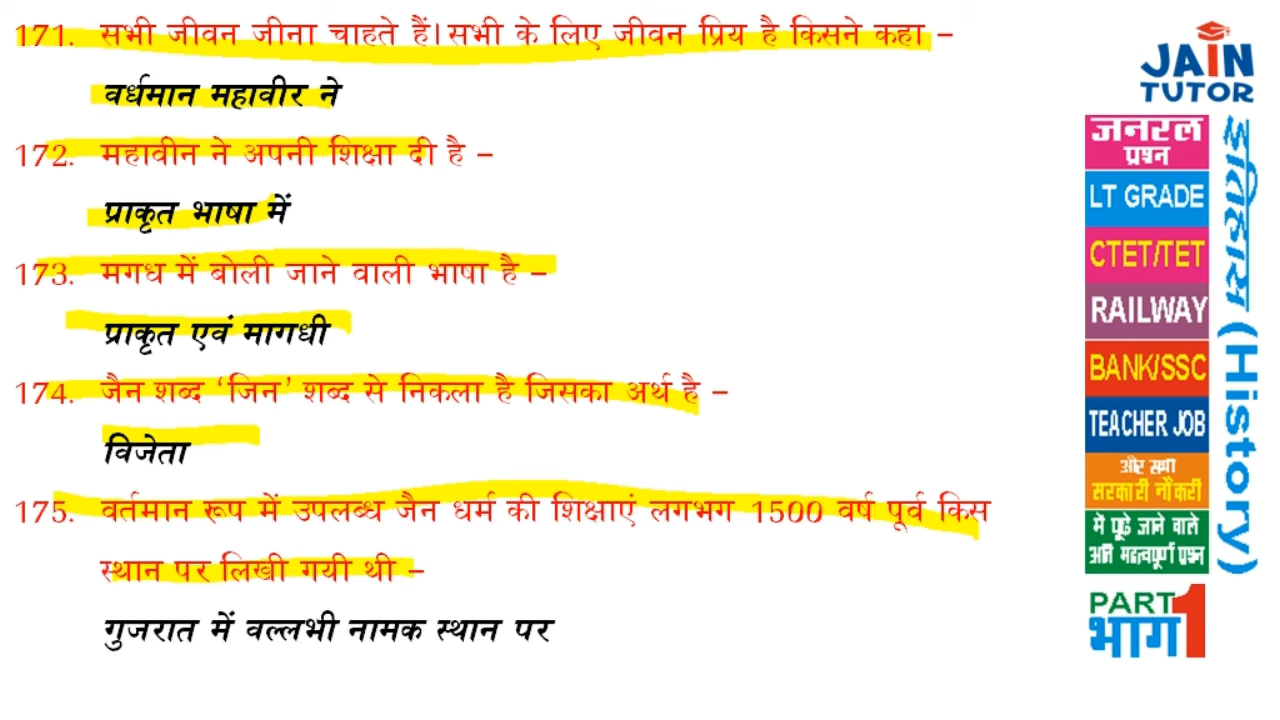 171. सभी जीवन जीना चाहते हैं। सभी के लिए जीवन प्रिय है किसने कहा –
वर्धमान महावीर ने
172. महावीन ने अपनी शिक्षा दी है –
प्राकृत भाषा में
173. मगध में बोली जाने वाली भाषा है –
प्राकृत एवं मागधी
174. जैन शब्द ‘जिन’ शब्द से निकला है जिसका अर्थ है –
विजेता
175. वर्तमान रूप में उपलब्ध जैन धर्म की शिक्षाएं लगभग 1500 वर्ष पूर्व किस
स्थान पर लिखी गयी थी –
गुजरात में वल्लभी नामक स्थान पर
JAIN
TUTOR
जनरल
प्रश्न
LT GRADE
CTET/TET
RAILWAY
BANK/SSC
TEACHER JOB
और सभी
सरकारी नौकरी
में पूछे जाने वाले
अति महत्वपूर्ण प्रश्न
इतिहास (History)
PART 1
भाग